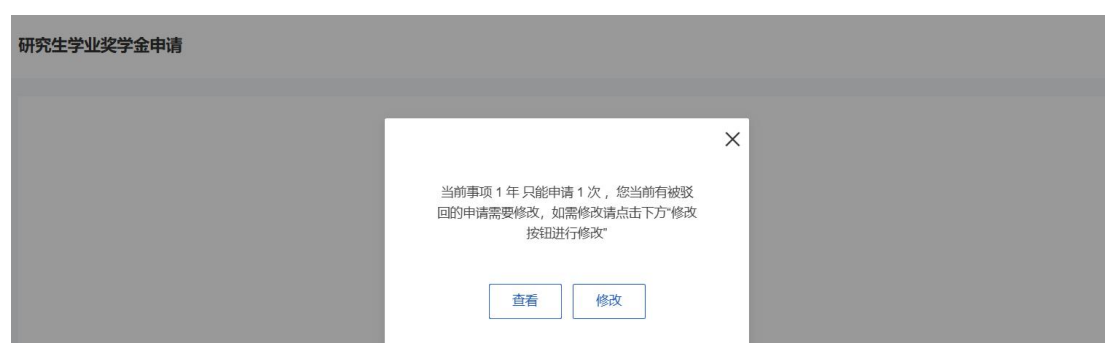 研究生学业奖学金申请
当前事项 1 年 只能申请 1 次 ，您当前有被驳
回的申请需要修改，如需修改请点击下方“修改
按钮进行修改”
查看
修改